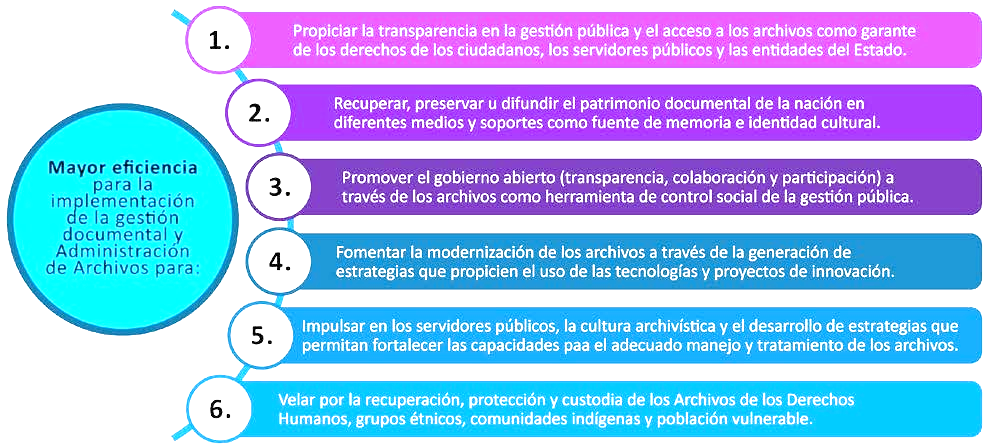 Mayor eficiencia
para la
implementación
de la gestión
documental y
Administración
de Archivos para:
1.
Propiciar la transparencia en la gestión pública y el acceso a los archivos como garante
de los derechos de los ciudadanos, los servidores públicos y las entidades del Estado.
2.
Recuperar, preservar u difundir el patrimonio documental de la nación en
diferentes medios y soportes como fuente de memoria e identidad cultural.
3.
Promover el gobierno abierto (transparencia, colaboración y participación) a
través de los archivos como herramienta de control social de la gestión pública.
4.
Fomentar la modernización de los archivos a través de la generación de
estrategias que propicien el uso de las tecnologías y proyectos de innovación.
5.
Impulsar en los servidores públicos, la cultura archivística y el desarrollo de estrategias que
permitan fortalecer las capacidades paa el adecuado manejo y tratamiento de los archivos.
6.
Velar por la recuperación, protección y custodia de los Archivos de los Derechos
Humanos, grupos étnicos, comunidades indígenas y población vulnerable.